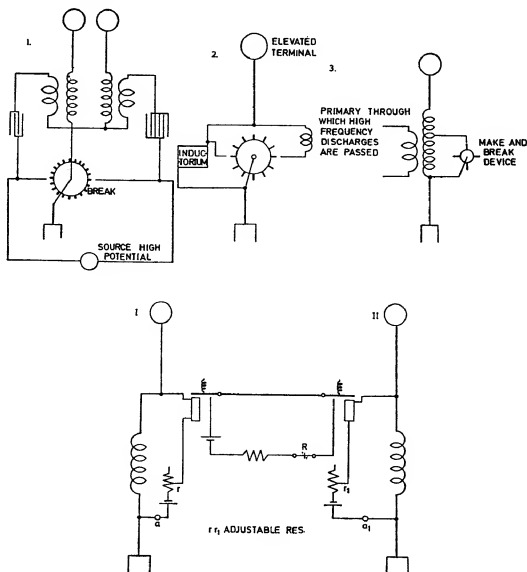 1.
2.
3.
ELEVATED
TERMINAL
BREAK
SOURCE HIGH
POTENTIAL
INDUC-
TORIUM
PRIMARY THROUGH
WHICH HIGH
FREQUENCY
DISCHARGES
ARE PASSED
MAKE AND
BREAK
DEVICE
I
II
R
r
r₁
a
a₁
r r₁ ADJUSTABLE RES.